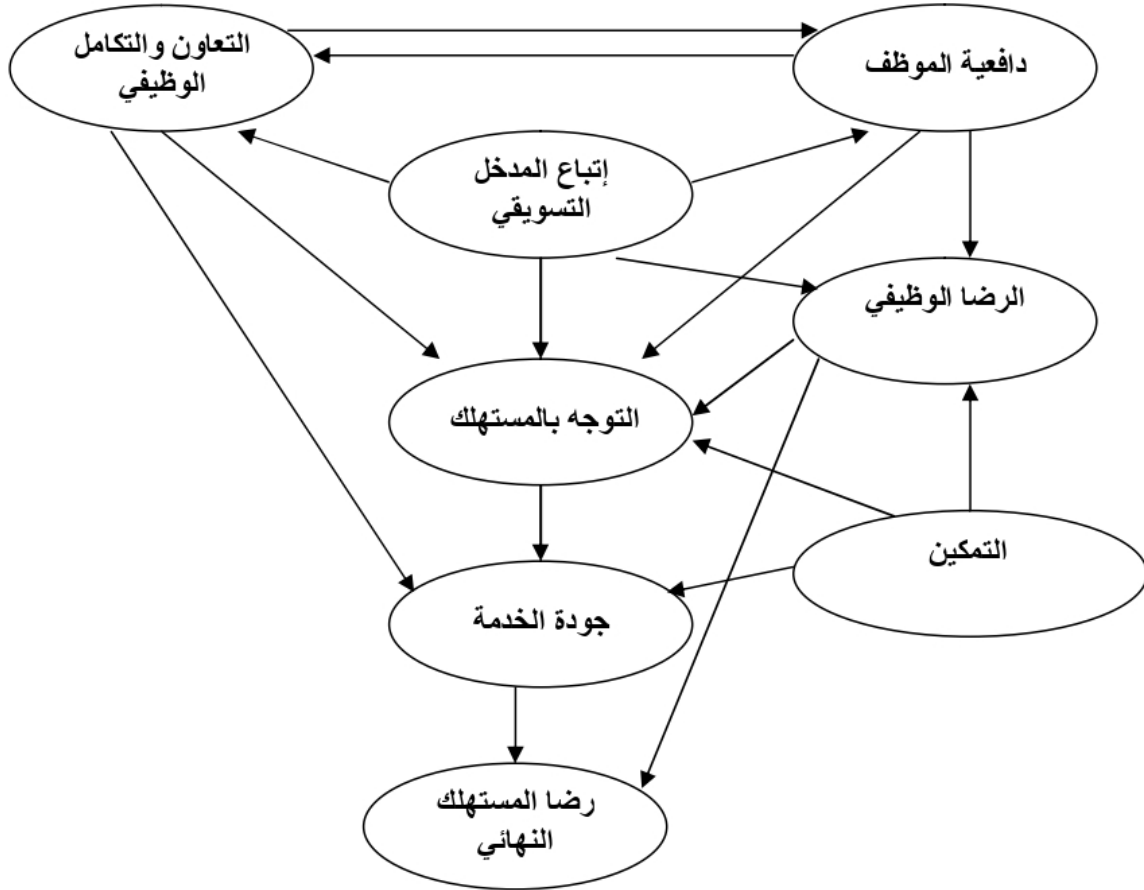 دافعية الموظف
التعاون والتكامل
الوظيفي
إتباع المدخل
التسويقي
الرضا الوظيفي
التوجه بالمستهلك
التمكين
جودة الخدمة
رضا المستهلك
النهائي